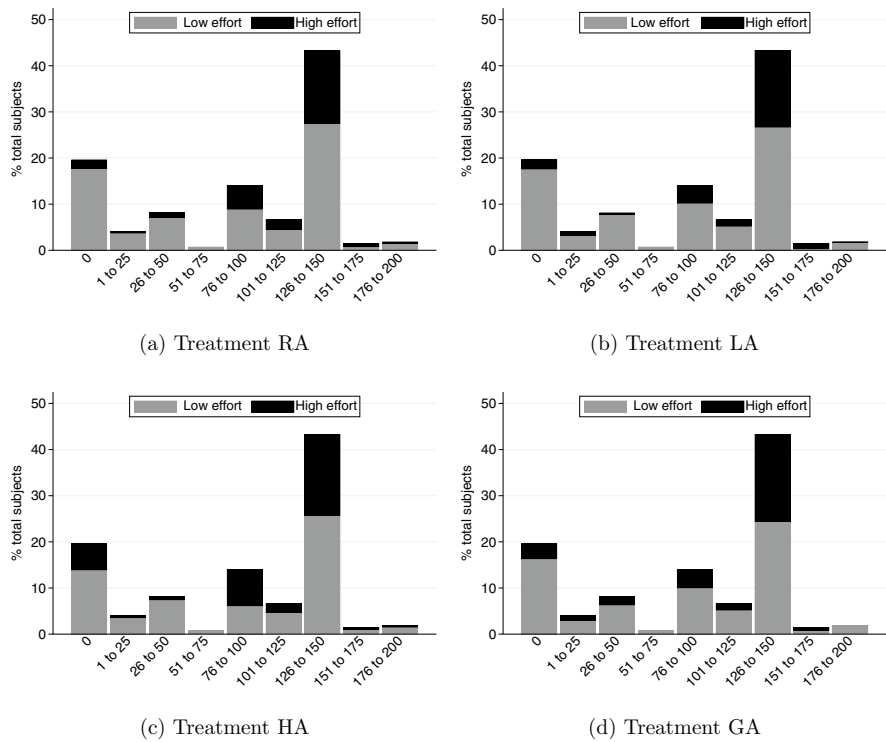 Low effort High effort
% total subjects
50
40
30
20
10
0
0 1 to 25 26 to 50 51 to 75 76 to 100 101 to 125 126 to 150 151 to 175 176 to 200
(a) Treatment RA
Low effort High effort
% total subjects
50
40
30
20
10
0
0 1 to 25 26 to 50 51 to 75 76 to 100 101 to 125 126 to 150 151 to 175 176 to 200
(b) Treatment LA
Low effort High effort
% total subjects
50
40
30
20
10
0
0 1 to 25 26 to 50 51 to 75 76 to 100 101 to 125 126 to 150 151 to 175 176 to 200
(c) Treatment HA
Low effort High effort
% total subjects
50
40
30
20
10
0
0 1 to 25 26 to 50 51 to 75 76 to 100 101 to 125 126 to 150 151 to 175 176 to 200
(d) Treatment GA